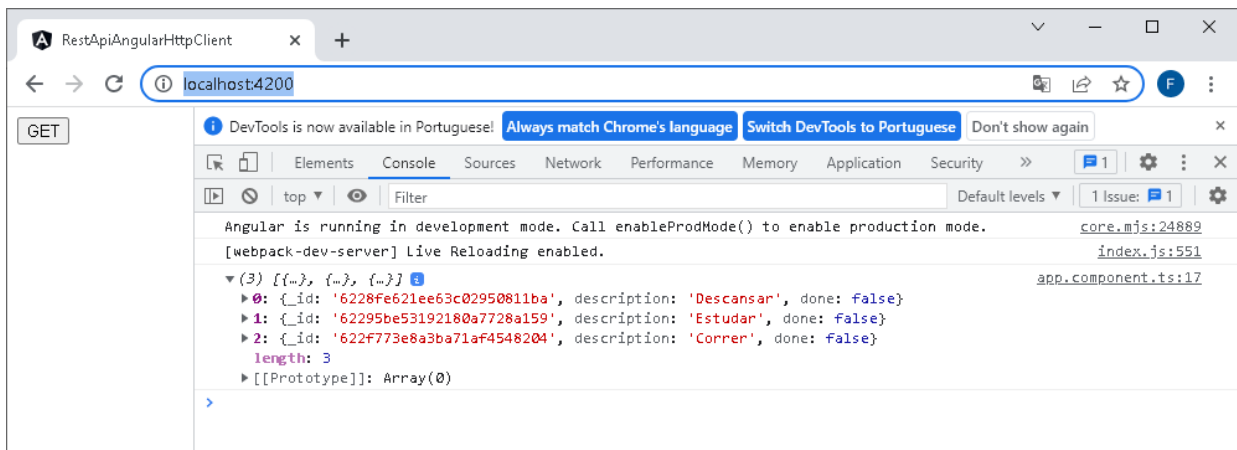 RestApiAngularHttpClient
localhost:4200
F
GET
DevTools is now available in Portuguese! Always match Chrome's language Switch DevTools to Portuguese Don't show again
Elements Console Sources Network Performance Memory Application Security » 1
top Filter Default levels 1 Issue: 1
Angular is running in development mode. Call enableProdMode() to enable production mode. core.mjs:24889
[webpack-dev-server] Live Reloading enabled. index.js:551
(3) [{…}, {…}, {…}] app.component.ts:17
0: {_id: '6228fe621ee63c02950811ba', description: 'Descansar', done: false}
1: {_id: '62295be53192180a7728a159', description: 'Estudar', done: false}
2: {_id: '622f773e8a3ba71af4548204', description: 'Correr', done: false}
length: 3
[[Prototype]]: Array(0)